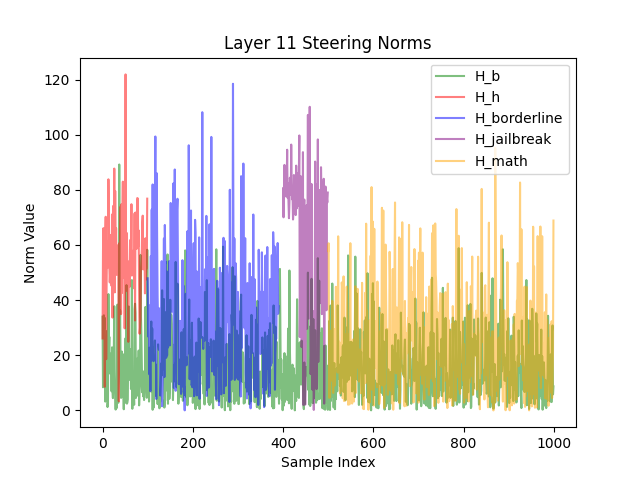 Layer 11 Steering Norms
120
100
80
60
40
20
0
Norm Value
0
200
400
600
800
1000
Sample Index
H_b
H_h
H_borderline
H_jailbreak
H_math